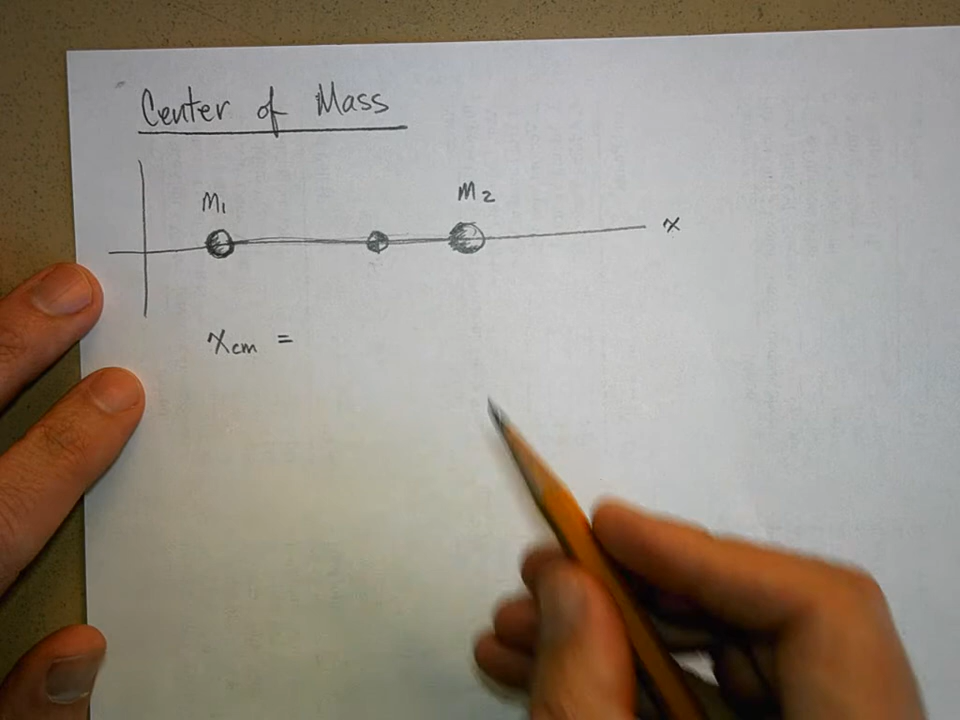 Center of Mass
M₁ M₂
x
xcm =